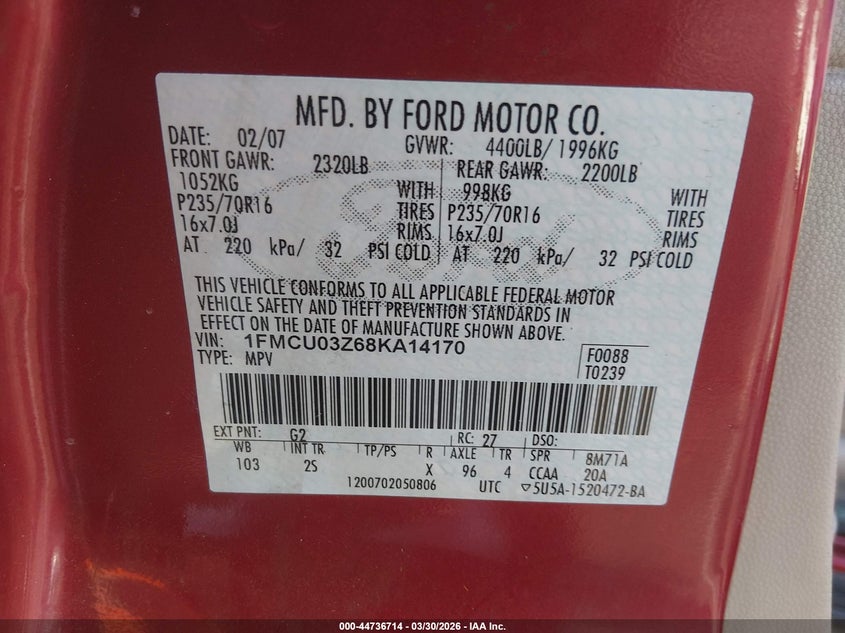 MFD. BY FORD MOTOR CO.
DATE: 02/07 GVWR: 4400LB/ 1996KG
FRONT GAWR: 2320LB REAR GAWR: 2200LB
1052KG WITH 998KG WITH
P235/70R16 TIRES P235/70R16 TIRES
16x7.0J RIMS 16x7.0J RIMS
AT 220 kPa/ 32 PSI COLD AT 220 kPa/ 32 PSI COLD
THIS VEHICLE CONFORMS TO ALL APPLICABLE FEDERAL MOTOR
VEHICLE SAFETY AND THEFT PREVENTION STANDARDS IN
EFFECT ON THE DATE OF MANUFACTURE SHOWN ABOVE.
VIN: 1FMCU03Z68KA14170 F0088
TYPE: MPV T0239
EXT PNT: G2 RC: 27 DSO:
WB INT TR TP/PS R AXLE TR SPR 8M71A
103 2S X 96 4 CCAA 20A
1200702050806 UTC ▽5U5A-1520472-BA
Ford
000-44736714 - 03/30/2026 - IAA Inc.